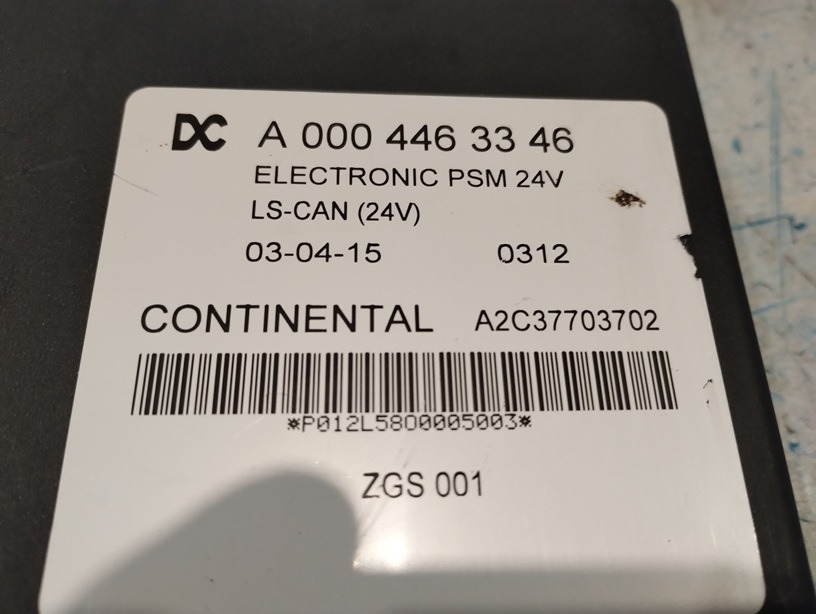 DC A 000 446 33 46
ELECTRONIC PSM 24V
LS-CAN (24V)
03-04-15 0312
CONTINENTAL A2C37703702
*P012L5800005003*
ZGS 001